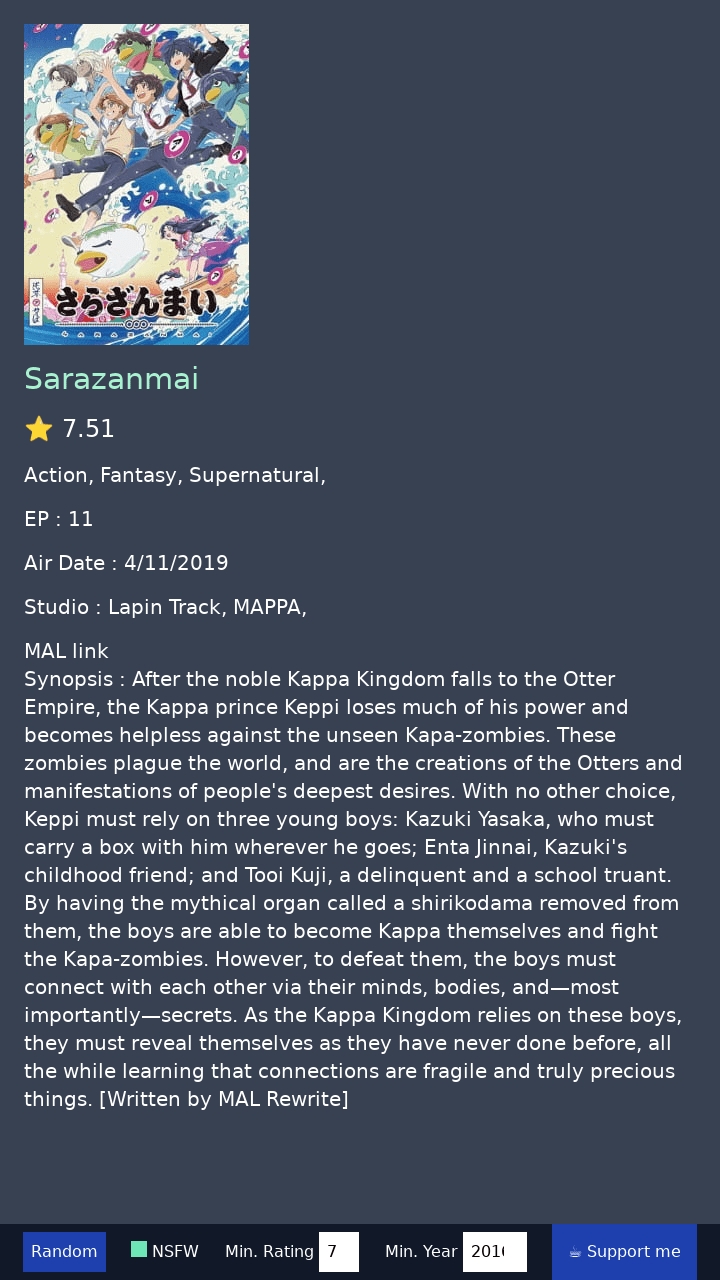 さらざんまい
Sarazanmai
⭐ 7.51
Action, Fantasy, Supernatural,
EP : 11
Air Date : 4/11/2019
Studio : Lapin Track, MAPPA,
MAL link
Synopsis : After the noble Kappa Kingdom falls to the Otter
Empire, the Kappa prince Keppi loses much of his power and
becomes helpless against the unseen Kapa-zombies. These
zombies plague the world, and are the creations of the Otters and
manifestations of people's deepest desires. With no other choice,
Keppi must rely on three young boys: Kazuki Yasaka, who must
carry a box with him wherever he goes; Enta Jinnai, Kazuki's
childhood friend; and Tooi Kuji, a delinquent and a school truant.
By having the mythical organ called a shirikodama removed from
them, the boys are able to become Kappa themselves and fight
the Kapa-zombies. However, to defeat them, the boys must
connect with each other via their minds, bodies, and—most
importantly—secrets. As the Kappa Kingdom relies on these boys,
they must reveal themselves as they have never done before, all
the while learning that connections are fragile and truly precious
things. [Written by MAL Rewrite]
Random NSFW Min. Rating 7 Min. Year 2016 ☕ Support me